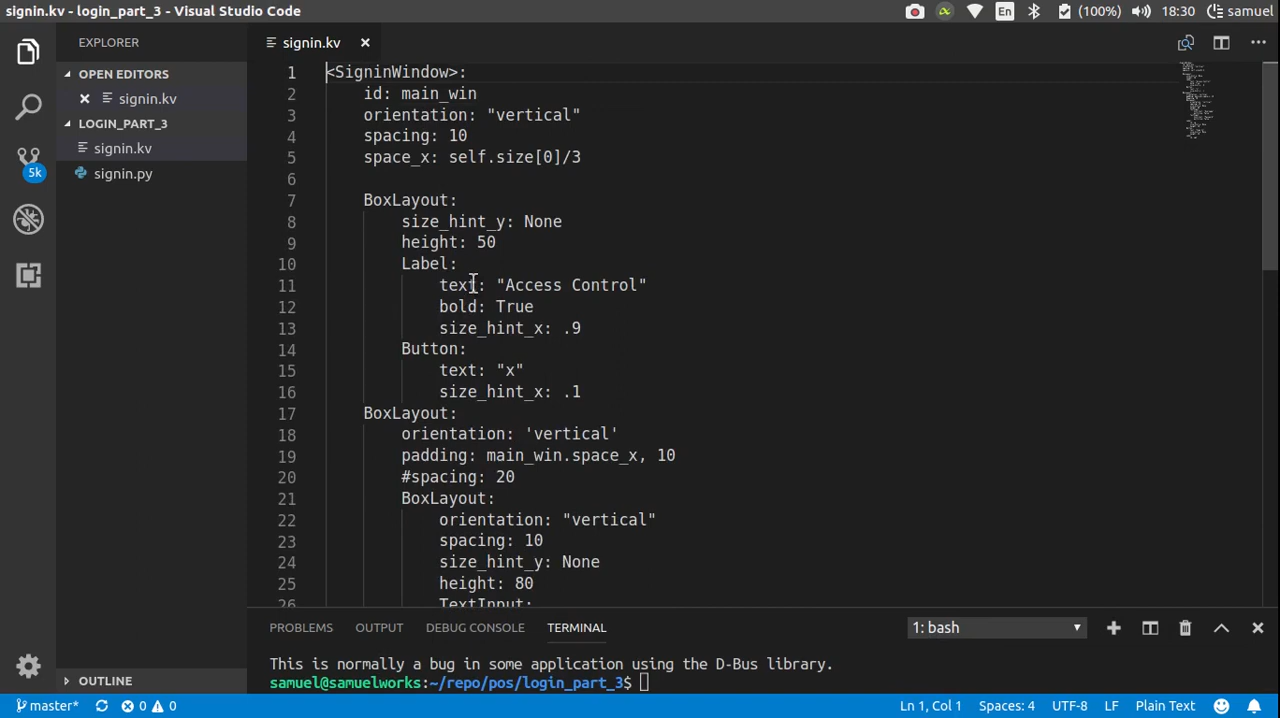 signin.kv - login_part_3 - Visual Studio Code
En
(100%)
18:30
samuel
EXPLORER
OPEN EDITORS
signin.kv
LOGIN_PART_3
signin.kv
signin.py
5k
OUTLINE
signin.kv
1 <SigninWindow>:
2 id: main_win
3 orientation: "vertical"
4 spacing: 10
5 space_x: self.size[0]/3
6
7 BoxLayout:
8 size_hint_y: None
9 height: 50
10 Label:
11 text: "Access Control"
12 bold: True
13 size_hint_x: .9
14 Button:
15 text: "x"
16 size_hint_x: .1
17 BoxLayout:
18 orientation: 'vertical'
19 padding: main_win.space_x, 10
20 #spacing: 20
21 BoxLayout:
22 orientation: "vertical"
23 spacing: 10
24 size_hint_y: None
25 height: 80
26 TextInput:
PROBLEMS OUTPUT DEBUG CONSOLE TERMINAL 1: bash
This is normally a bug in some application using the D-Bus library.
samuel@samuelworks:~/repo/pos/login_part_3$
master* 0 0 Ln 1, Col 1 Spaces: 4 UTF-8 LF Plain Text